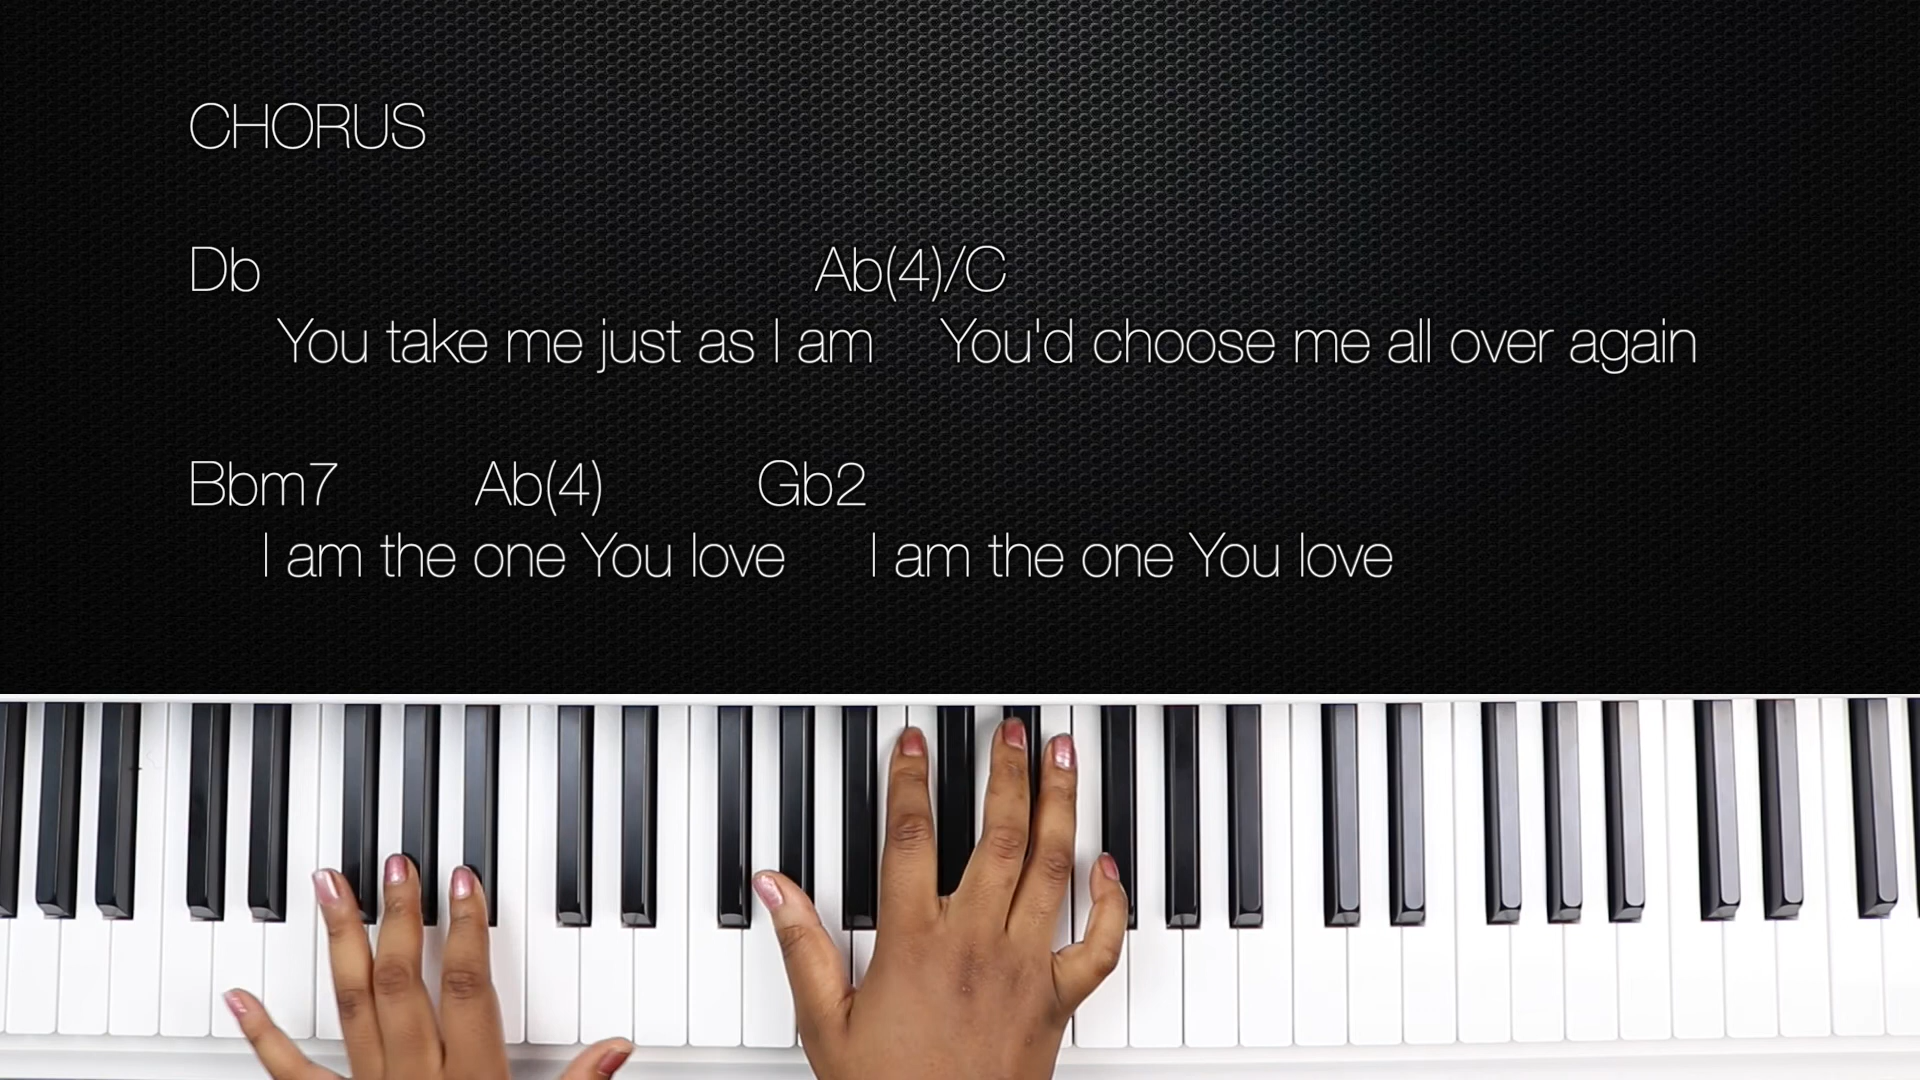 CHORUS
Db Ab(4)/C
You take me just as I am You'd choose me all over again
Bbm7 Ab(4) Gb2
I am the one You love I am the one You love